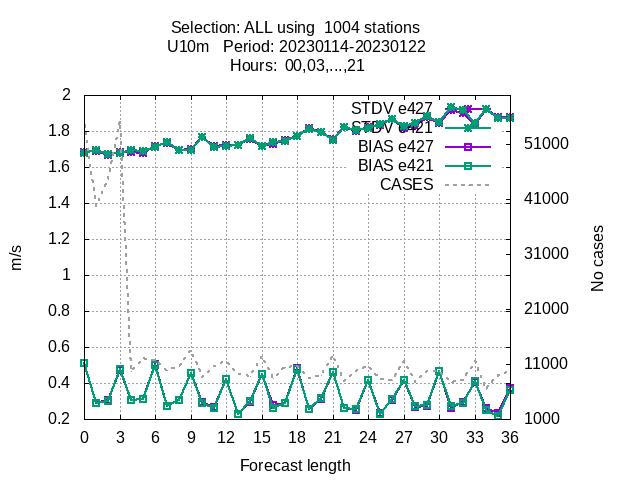 Selection: ALL using  1004 stations
U10m   Period: 20230114-20230122
Hours:  00,03,...,21
STDV e427
STDV e421
BIAS e427
BIAS e421
CASES
2
1.8
1.6
1.4
1.2
1
0.8
0.6
0.4
0.2
m/s
51000
41000
31000
21000
11000
1000
No cases
0 3 6 9 12 15 18 21 24 27 30 33 36
Forecast length